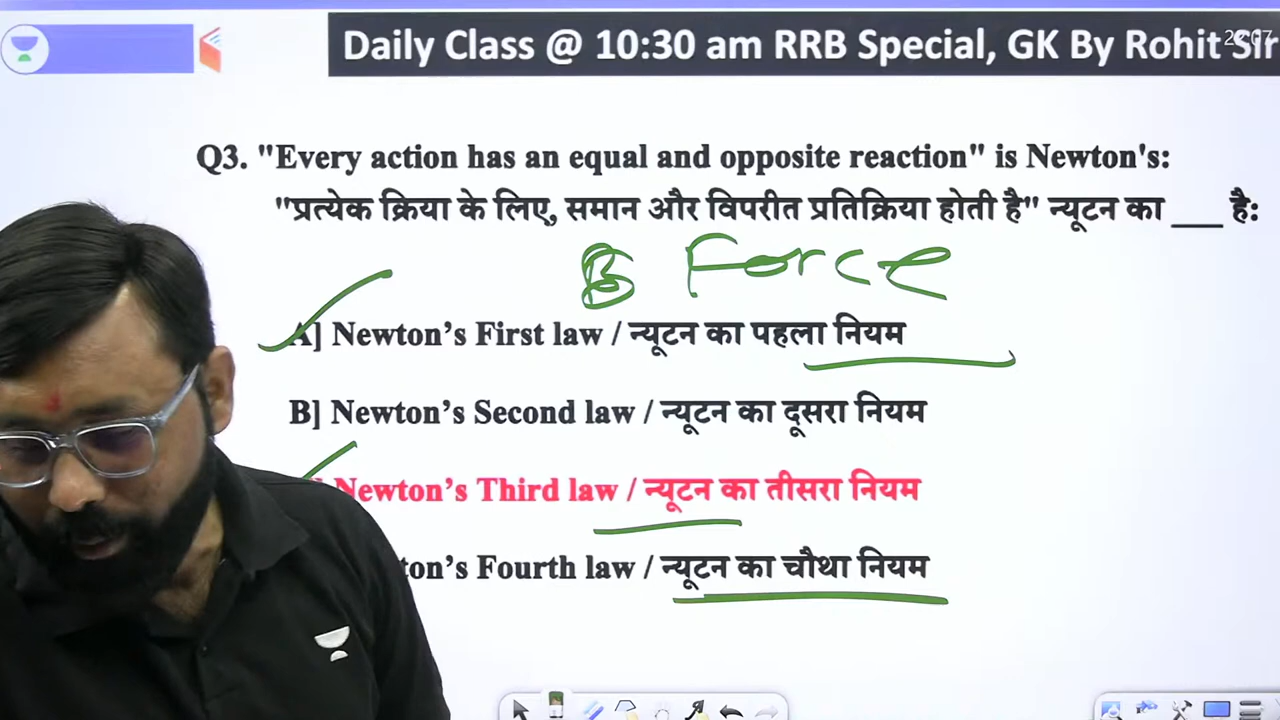 Daily Class @ 10:30 am RRB Special, GK By Rohit Sir
Q3. "Every action has an equal and opposite reaction" is Newton's:
"प्रत्येक क्रिया के लिए, समान और विपरीत प्रतिक्रिया होती है" न्यूटन का ___ है:
B Force
A] Newton’s First law / न्यूटन का पहला नियम
B] Newton’s Second law / न्यूटन का दूसरा नियम
Newton’s Third law / न्यूटन का तीसरा नियम
ton’s Fourth law / न्यूटन का चौथा नियम